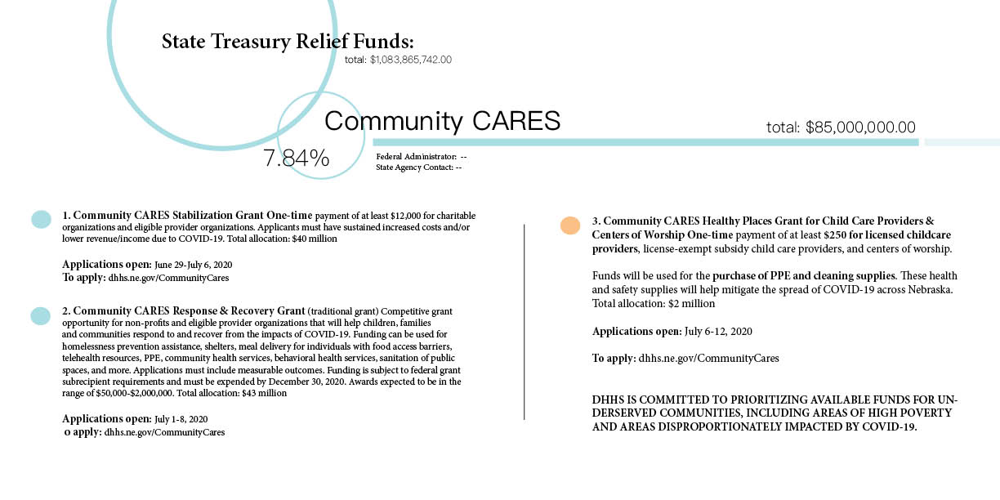 State Treasury Relief Funds:
total: $1,083,865,742.00
Community CARES
total: $85,000,000.00
7.84%
Federal Administrator: --
State Agency Contact: --
1. Community CARES Stabilization Grant One-time payment of at least $12,000 for charitable
organizations and eligible provider organizations. Applicants must have sustained increased costs and/or
lower revenue/income due to COVID-19. Total allocation: $40 million
Applications open: June 29-July 6, 2020
To apply: dhhs.ne.gov/CommunityCares
2. Community CARES Response & Recovery Grant (traditional grant) Competitive grant
opportunity for non-profits and eligible provider organizations that will help children, families
and communities respond to and recover from the impacts of COVID-19. Funding can be used for
homelessness prevention assistance, shelters, meal delivery for individuals with food access barriers,
telehealth resources, PPE, community health services, behavioral health services, sanitation of public
spaces, and more. Applications must include measurable outcomes. Funding is subject to federal grant
subrecipient requirements and must be expended by December 30, 2020. Awards expected to be in the
range of $50,000-$2,000,000. Total allocation: $43 million
Applications open: July 1-8, 2020
o apply: dhhs.ne.gov/CommunityCares
3. Community CARES Healthy Places Grant for Child Care Providers &
Centers of Worship One-time payment of at least $250 for licensed childcare
providers, license-exempt subsidy child care providers, and centers of worship.
Funds will be used for the purchase of PPE and cleaning supplies. These health
and safety supplies will help mitigate the spread of COVID-19 across Nebraska.
Total allocation: $2 million
Applications open: July 6-12, 2020
To apply: dhhs.ne.gov/CommunityCares
DHHS IS COMMITTED TO PRIORITIZING AVAILABLE FUNDS FOR UN-
DERSERVED COMMUNITIES, INCLUDING AREAS OF HIGH POVERTY
AND AREAS DISPROPORTIONATELY IMPACTED BY COVID-19.